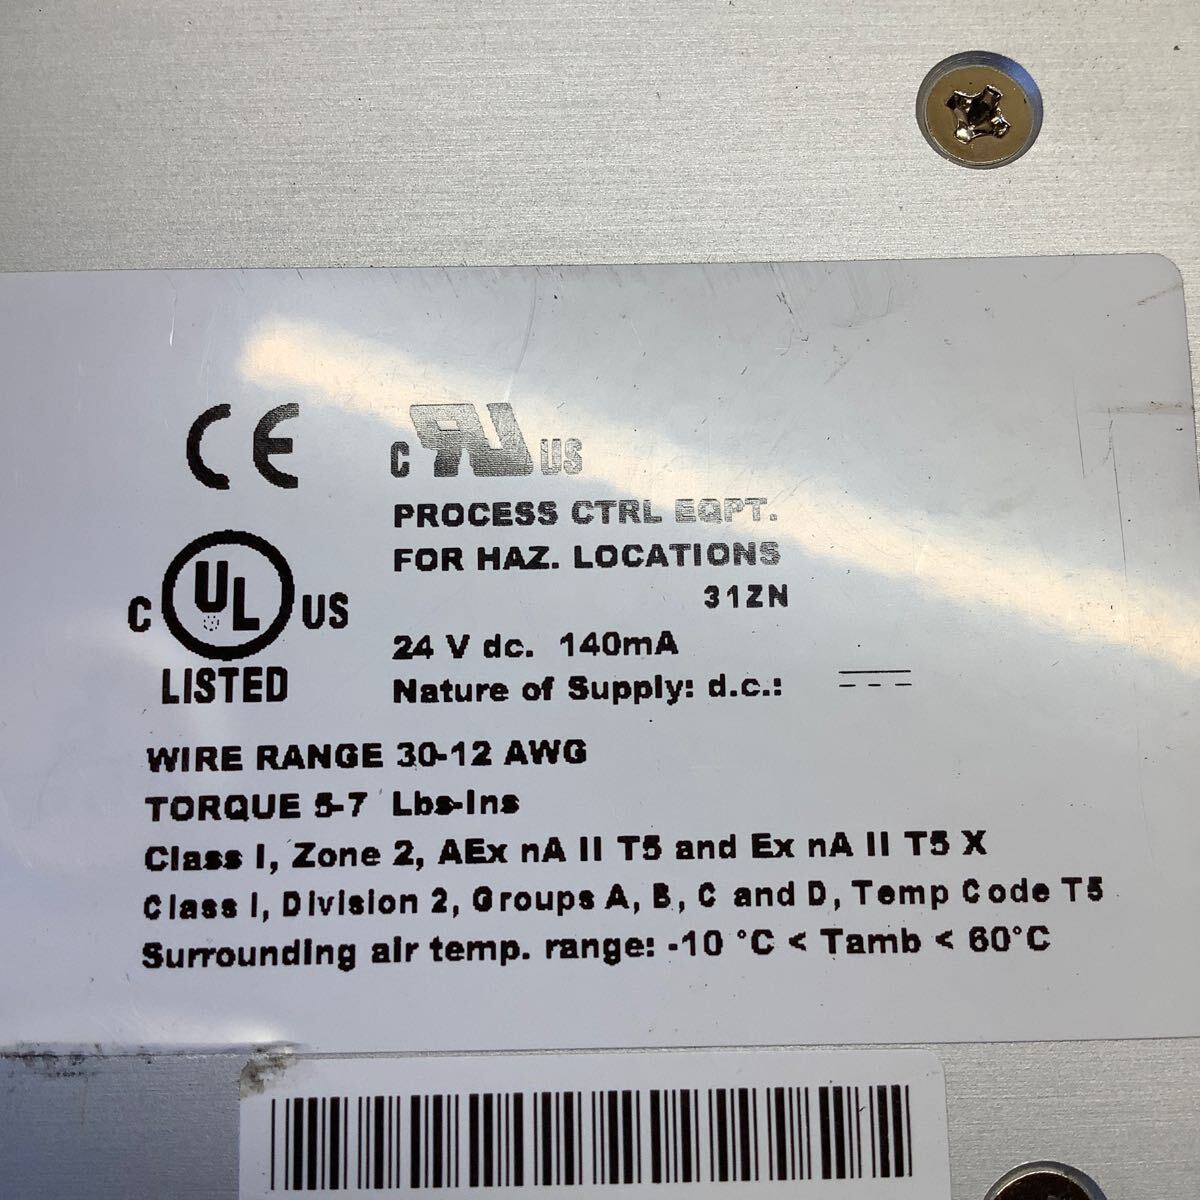 CE
C RU US
PROCESS CTRL EQPT.
FOR HAZ. LOCATIONS
31ZN
C UL US
LISTED
24 V dc. 140mA
Nature of Supply: d.c.:
WIRE RANGE 30-12 AWG
TORQUE 5-7 Lbs-Ins
Class I, Zone 2, AEx nA II T5 and Ex nA II T5 X
Class I, Division 2, Groups A, B, C and D, Temp Code T5
Surrounding air temp. range: -10 °C < Tamb < 60°C